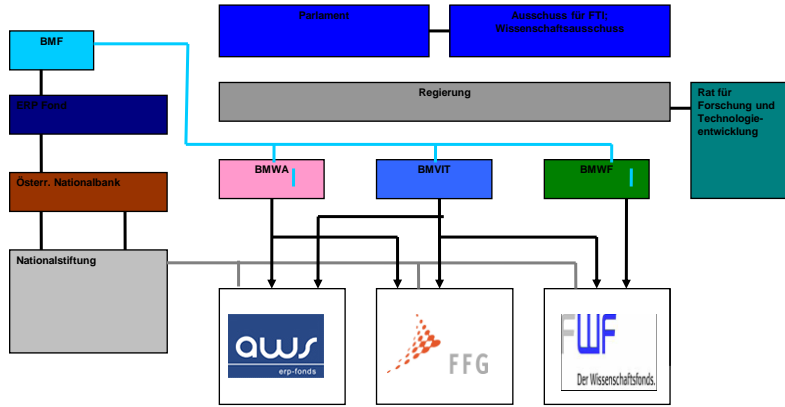 Parlament
Ausschuss für FTI;
Wissenschaftsausschuss
BMF
Regierung
Rat für
Forschung und
Technologie-
entwicklung
ERP Fond
BMWA
BMVIT
BMWF
Österr. Nationalbank
Nationalstiftung
aws
erp-fonds
FFG
FWF
Der Wissenschaftsfonds.